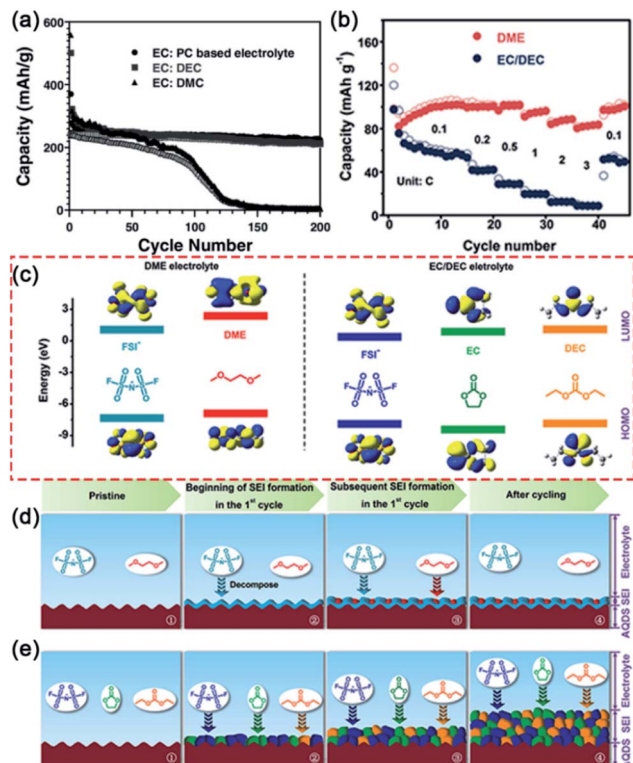 (a)
EC: PC based electrolyte
EC: DEC
EC: DMC
Capacity (mAh/g)
600
400
200
0
0 50 100 150 200
Cycle Number
(b)
DME
EC/DEC
Capacity (mAh g⁻¹)
160
120
80
40
0
0.1
0.2
0.5
1
2
3
0.1
Unit: C
0 10 20 30 40
Cycle number
(c)
DME electrolyte
EC/DEC eletrolyte
Energy (eV)
3
0
-3
-6
-9
FSI⁻
DME
FSI⁻
EC
DEC
LUMO
HOMO
Pristine
Beginning of SEI formation
in the 1st cycle
Subsequent SEI formation
in the 1st cycle
After cycling
(d)
Decompose
① ② ③ ④
Electrolyte
SEI
AQDS
(e)
① ② ③ ④
Electrolyte
SEI
AQDS